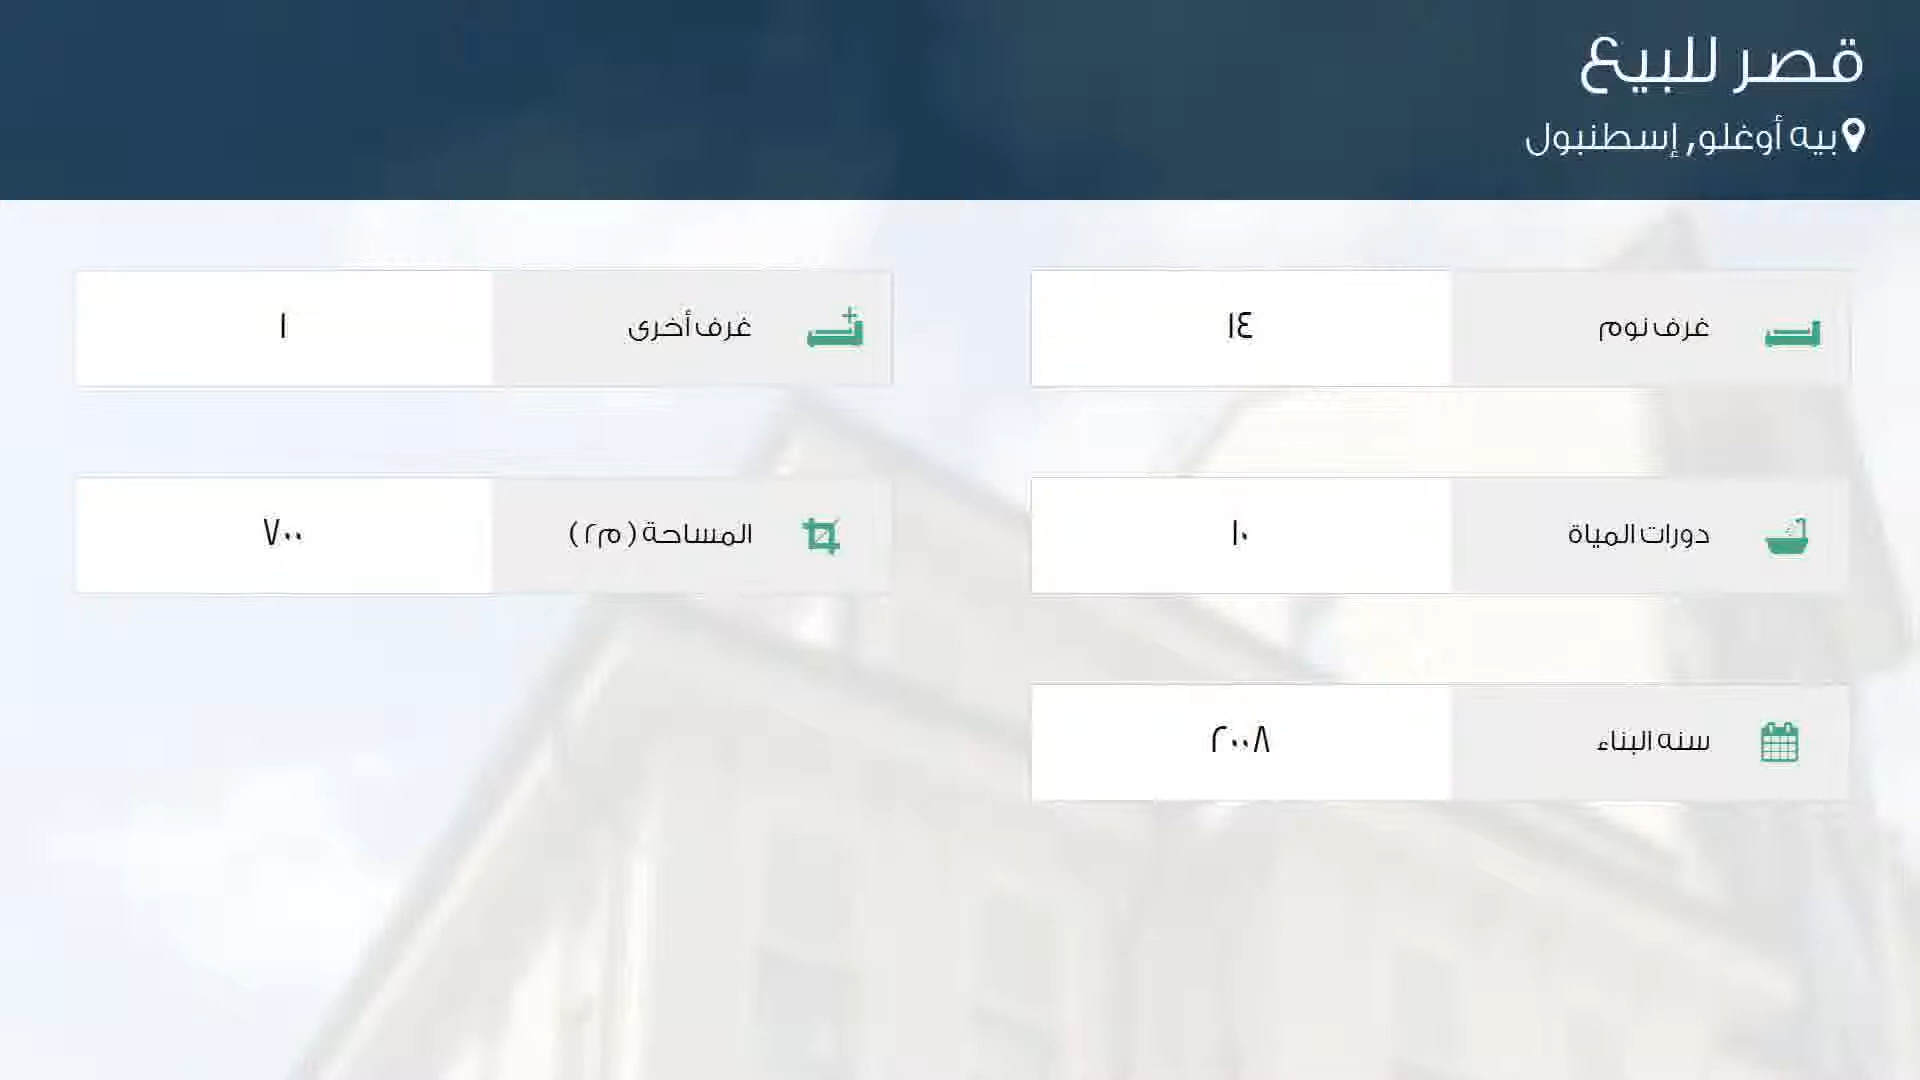 قصر للبيع
بيه أوغلو, إسطنبول
غرف نوم
١٤
غرف أخرى
١
دورات المياة
١٠
المساحة (م٢)
٧٠٠
سنه البناء
٢٠٠٨